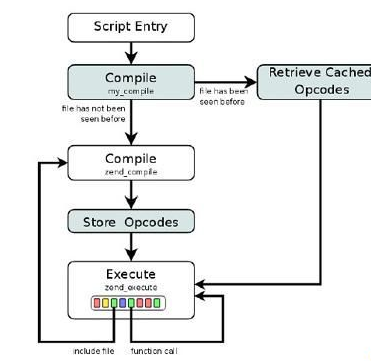 Script Entry
Compile
my_compile
Retrieve Cached
Opcodes
file has been
seen before
file has not been
seen before
Compile
zend_compile
Store Opcodes
Execute
zend_execute
include file
function call